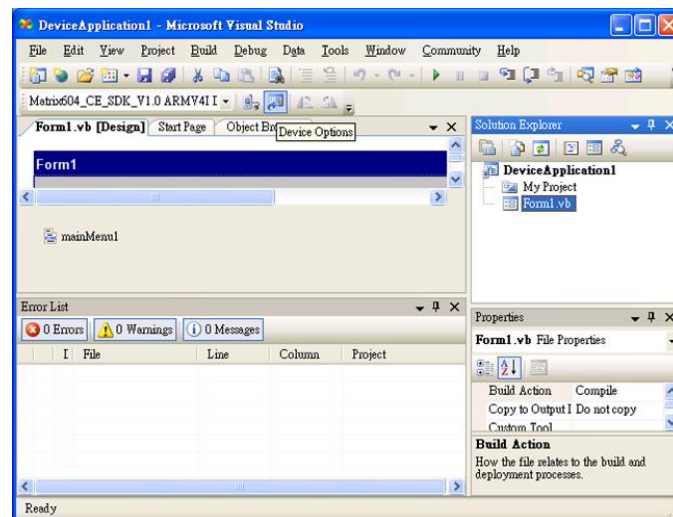 DeviceApplication1 - Microsoft Visual Studio
File Edit View Project Build Debug Data Tools Window Community Help
Matrix604_CE_SDK_V1.0 ARMV4I I
Form1.vb [Design] Start Page Object Br
Device Options
Form1
mainMenu1
Error List
0 Errors 0 Warnings 0 Messages
I File Line Column Project
Solution Explorer
DeviceApplication1
My Project
Form1.vb
Properties
Form1.vb File Properties
Build Action Compile
Copy to Output I Do not copy
Custom Tool
Build Action
How the file relates to the build and
deployment processes.
Ready